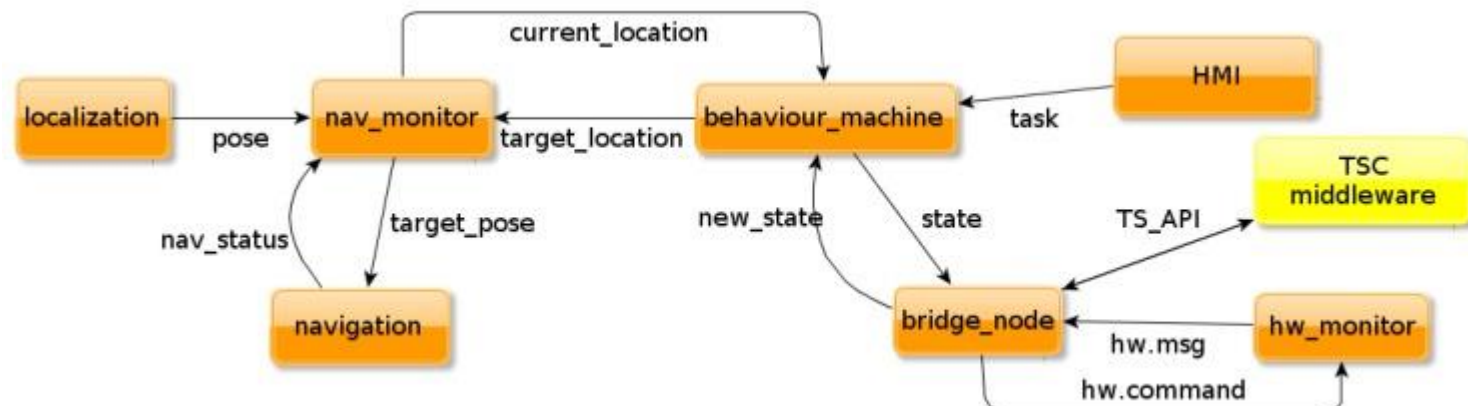 current_location
HMI
localization
nav_monitor
behaviour_machine
pose
target_location
task
TSC
middleware
new_state
state
TS_API
nav_status
target_pose
navigation
bridge_node
hw_monitor
hw.msg
hw.command